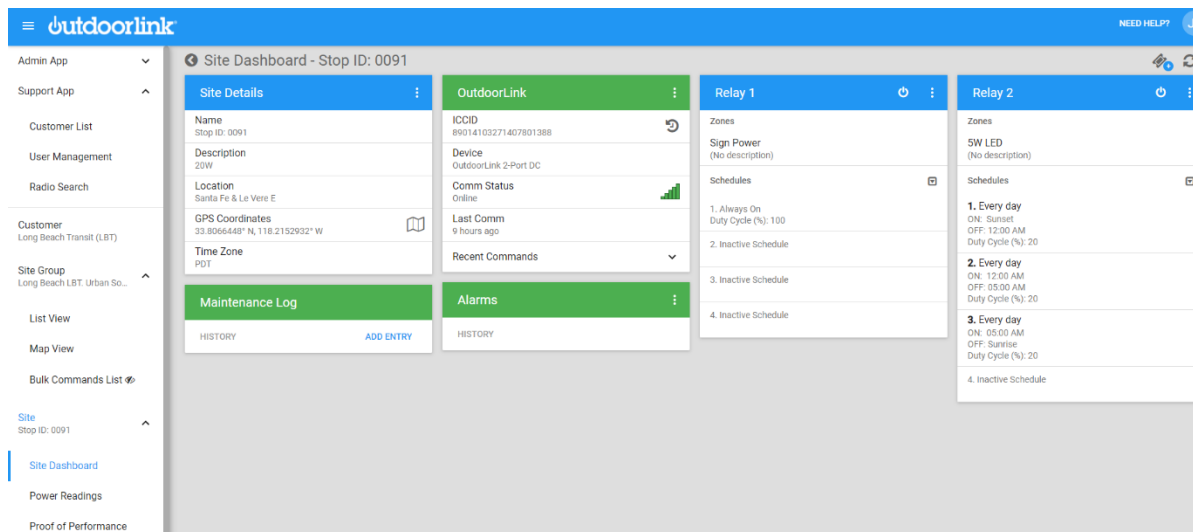 outdoorlink
NEED HELP?
Admin App
Support App
Customer List
User Management
Radio Search
Customer
Long Beach Transit (LBT)
Site Group
Long Beach LBT. Urban So...
List View
Map View
Bulk Commands List
Site
Stop ID: 0091
Site Dashboard
Power Readings
Proof of Performance
Site Dashboard - Stop ID: 0091
Site Details
Name
Stop ID: 0091
Description
20W
Location
Santa Fe & Le Vere E
GPS Coordinates
33.8066448° N, 118.2152932° W
Time Zone
PDT
Maintenance Log
HISTORY ADD ENTRY
OutdoorLink
ICCID
89014103271407801388
Device
OutdoorLink 2-Port DC
Comm Status
Online
Last Comm
9 hours ago
Recent Commands
Alarms
HISTORY
Relay 1
Zones
Sign Power
(No description)
Schedules
1. Always On
Duty Cycle (%): 100
2. Inactive Schedule
3. Inactive Schedule
4. Inactive Schedule
Relay 2
Zones
5W LED
(No description)
Schedules
1. Every day
ON: Sunset
OFF: 12:00 AM
Duty Cycle (%): 20
2. Every day
ON: 12:00 AM
OFF: 05:00 AM
Duty Cycle (%): 20
3. Every day
ON: 05:00 AM
OFF: Sunrise
Duty Cycle (%): 20
4. Inactive Schedule